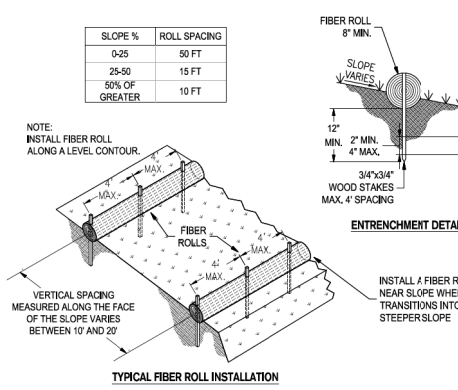 SLOPE % ROLL SPACING
0-25 50 FT
25-50 15 FT
50% OF
GREATER 10 FT
NOTE:
INSTALL FIBER ROLL
ALONG A LEVEL CONTOUR.
4'
MAX.
4'
MAX.
FIBER
ROLLS
4'
MAX.
4'
MAX.
VERTICAL SPACING
MEASURED ALONG THE FACE
OF THE SLOPE VARIES
BETWEEN 10' AND 20'
TYPICAL FIBER ROLL INSTALLATION
FIBER ROLL
8" MIN.
SLOPE
VARIES
12"
MIN.
2" MIN.
4" MAX.
3/4"x3/4"
WOOD STAKES
MAX. 4' SPACING
ENTRENCHMENT DETA
INSTALL A FIBER R
NEAR SLOPE WHE
TRANSITIONS INTO
STEEPER SLOPE